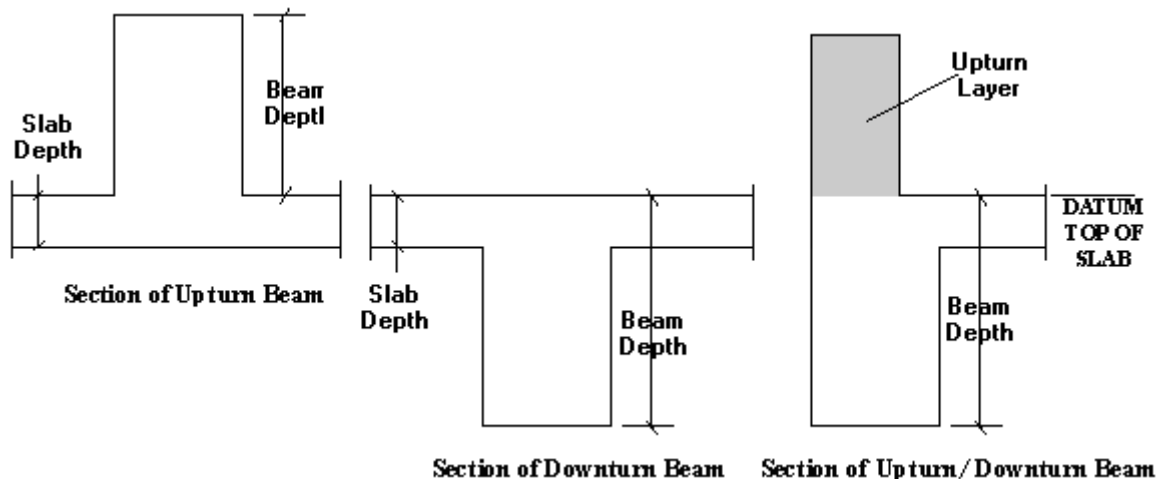 Slab
Depth
Beam
Deptl
Section of Upturn Beam
Slab
Depth
Beam
Depth
Section of Downturn Beam
Upturn
Layer
DATUM
TOP OF
SLAB
Beam
Depth
Section of Upturn/Downturn Beam